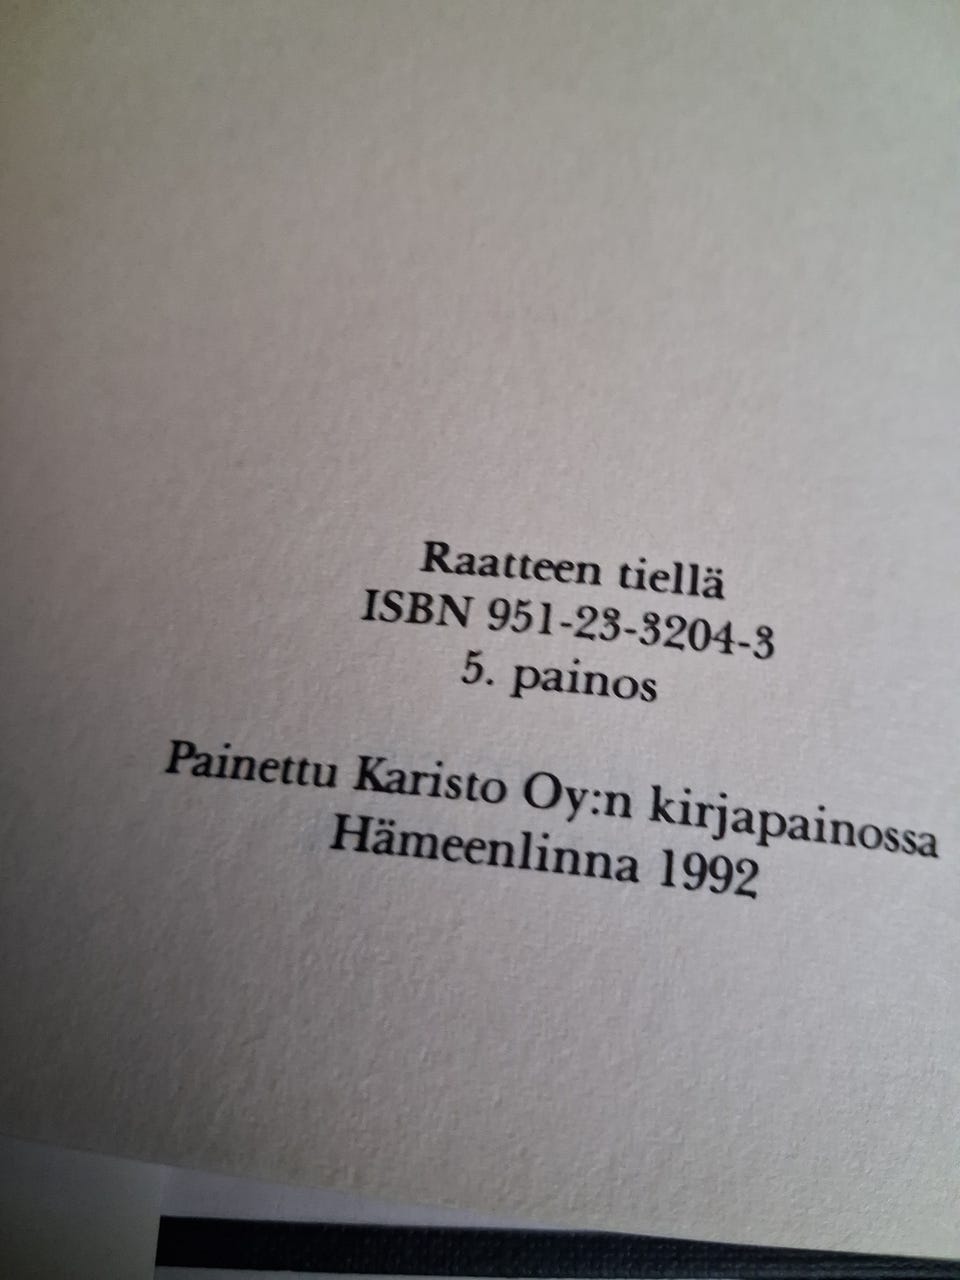 Raatteen tiellä
ISBN 951-23-3204-3
5. painos
Painettu Karisto Oy:n kirjapainossa
Hämeenlinna 1992